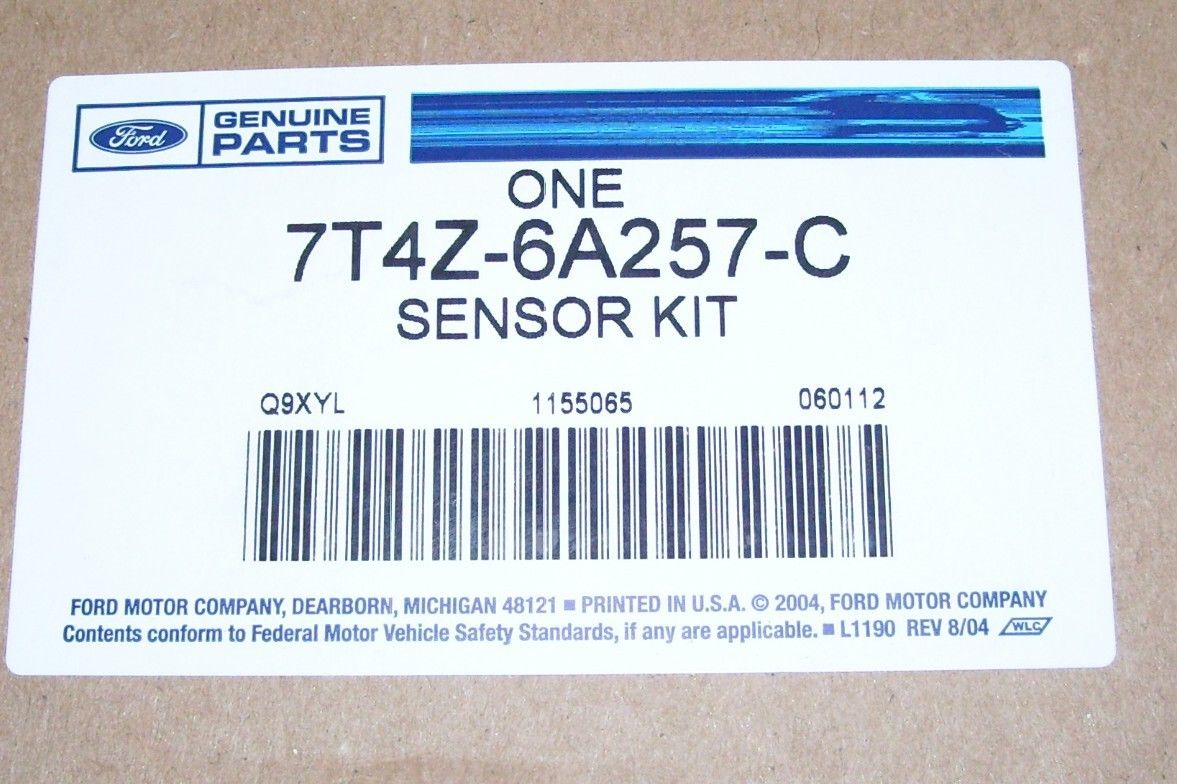 Ford
GENUINE
PARTS
ONE
7T4Z-6A257-C
SENSOR KIT
Q9XYL 1155065 060112
FORD MOTOR COMPANY, DEARBORN, MICHIGAN 48121 ■ PRINTED IN U.S.A. © 2004, FORD MOTOR COMPANY
Contents conform to Federal Motor Vehicle Safety Standards, if any are applicable. ■ L1190 REV 8/04 WLC